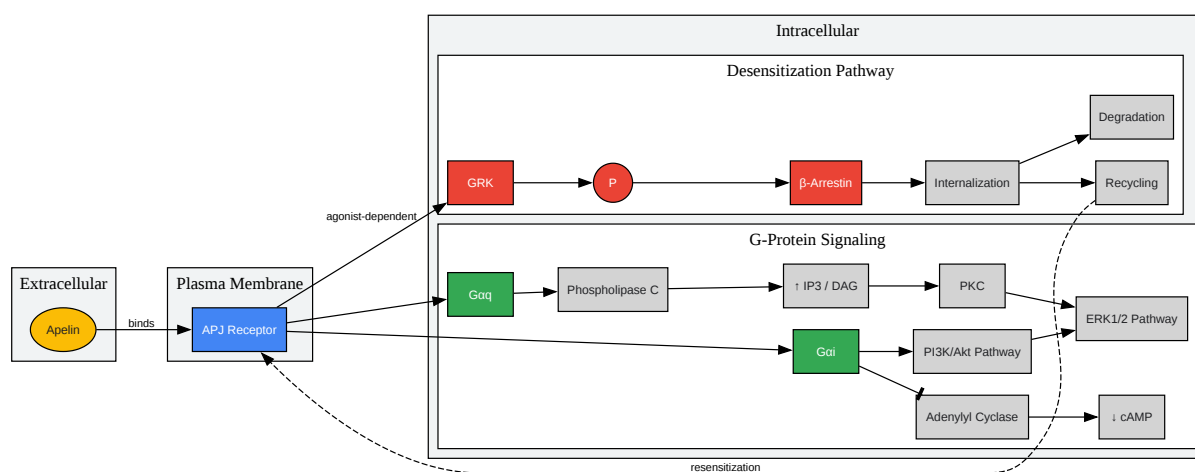 Intracellular
Desensitization Pathway
Degradation
GRK
P
β-Arrestin
Internalization
Recycling
agonist-dependent
G-Protein Signaling
Extracellular
Plasma Membrane
Gαq
Phospholipase C
↑ IP3 / DAG
PKC
ERK1/2 Pathway
Apelin
binds
APJ Receptor
Gαi
PI3K/Akt Pathway
Adenylyl Cyclase
↓ cAMP
resensitization